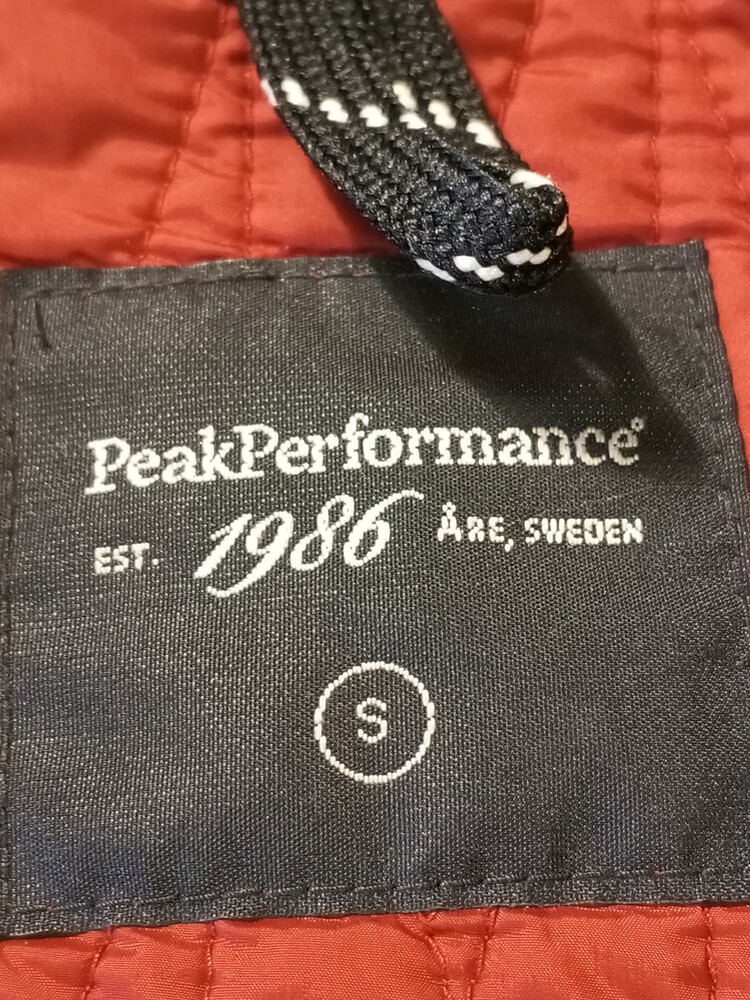 PeakPerformance®
EST. 1986 ÅRE, SWEDEN
S